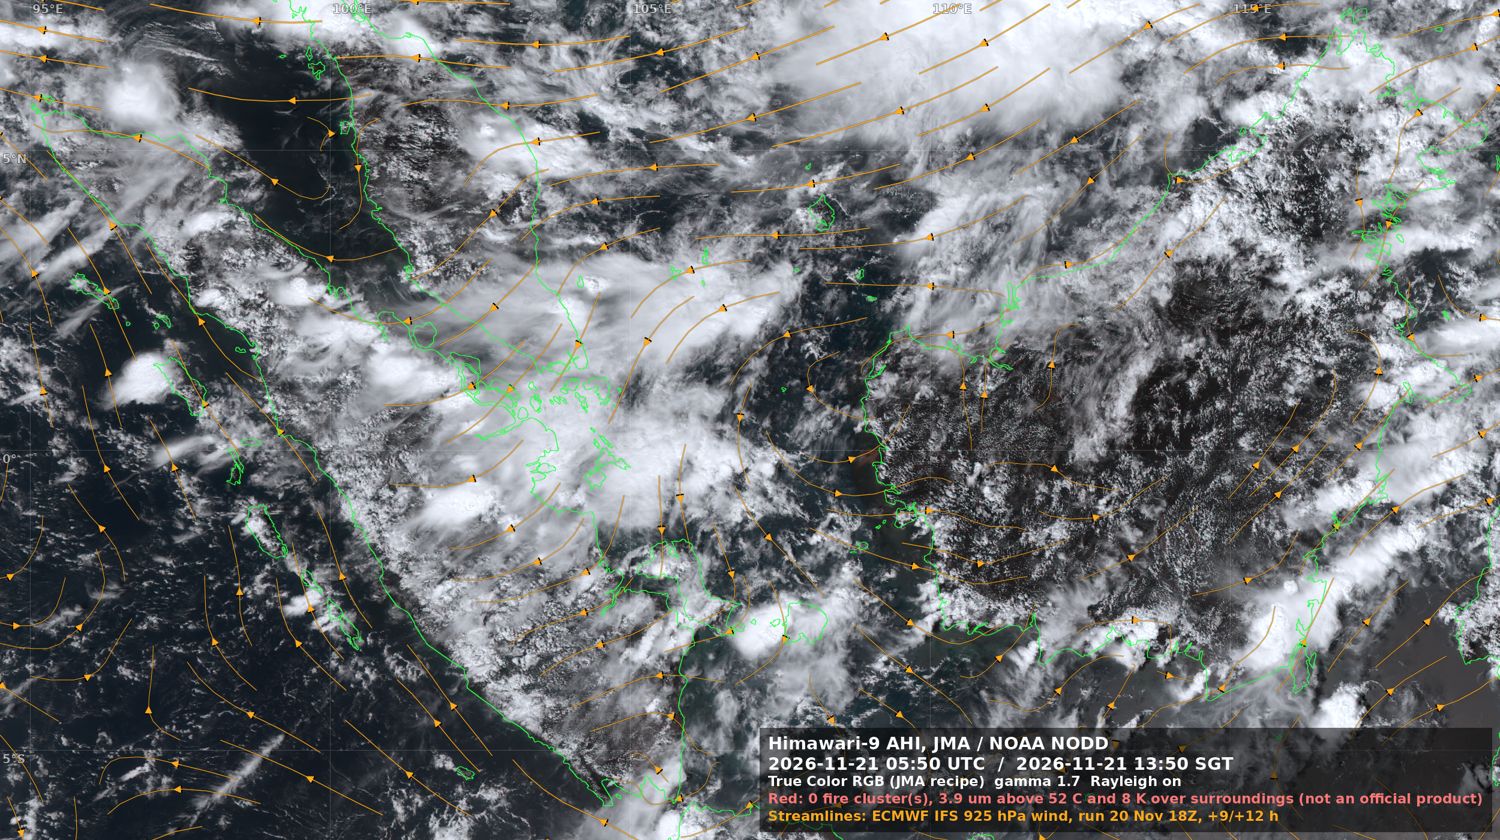 95°E
100°E
105°E
110°E
115°E
5°N
0°
5°S
Himawari-9 AHI, JMA / NOAA NODD
2026-11-21 05:50 UTC / 2026-11-21 13:50 SGT
True Color RGB (JMA recipe) gamma 1.7 Rayleigh on
Red: 0 fire cluster(s), 3.9 um above 52 C and 8 K over surroundings (not an official product)
Streamlines: ECMWF IFS 925 hPa wind, run 20 Nov 18Z, +9/+12 h